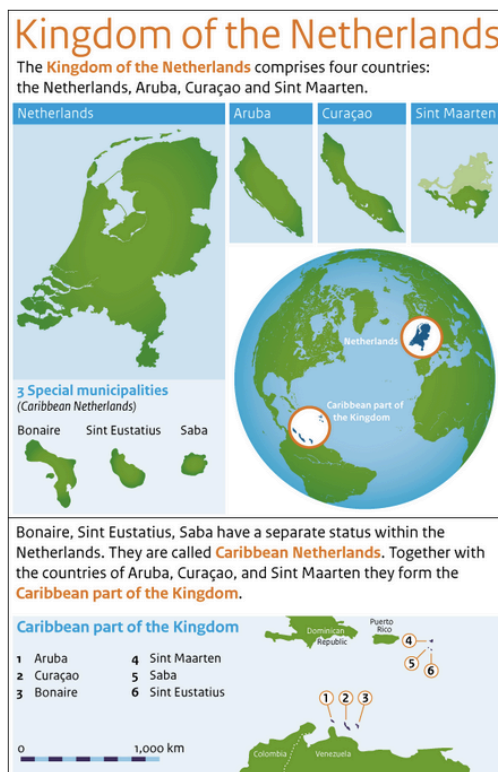 Kingdom of the Netherlands
The Kingdom of the Netherlands comprises four countries:
the Netherlands, Aruba, Curaçao and Sint Maarten.
Netherlands
Aruba
Curaçao
Sint Maarten
Netherlands
Caribbean part of
the Kingdom
3 Special municipalities
(Caribbean Netherlands)
Bonaire
Sint Eustatius
Saba
Bonaire, Sint Eustatius, Saba have a separate status within the
Netherlands. They are called Caribbean Netherlands. Together with
the countries of Aruba, Curaçao, and Sint Maarten they form the
Caribbean part of the Kingdom.
Caribbean part of the Kingdom
1 Aruba
2 Curaçao
3 Bonaire
4 Sint Maarten
5 Saba
6 Sint Eustatius
0 1,000 km
Dominican
Republic
Puerto
Rico
4
5
6
1
2
3
Colombia
Venezuela